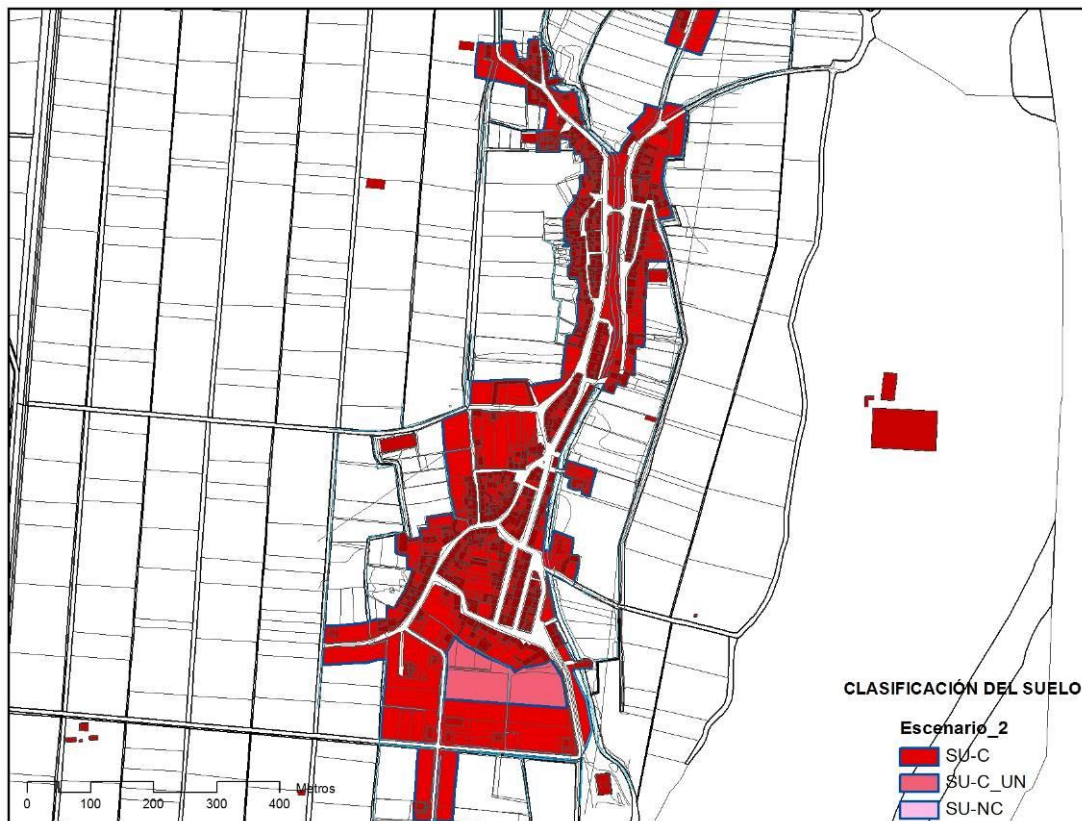 CLASIFICACIÓN DEL SUELO
Escenario_2
SU-C
SU-C_UN
SU-NC
Metros
0 100 200 300 400